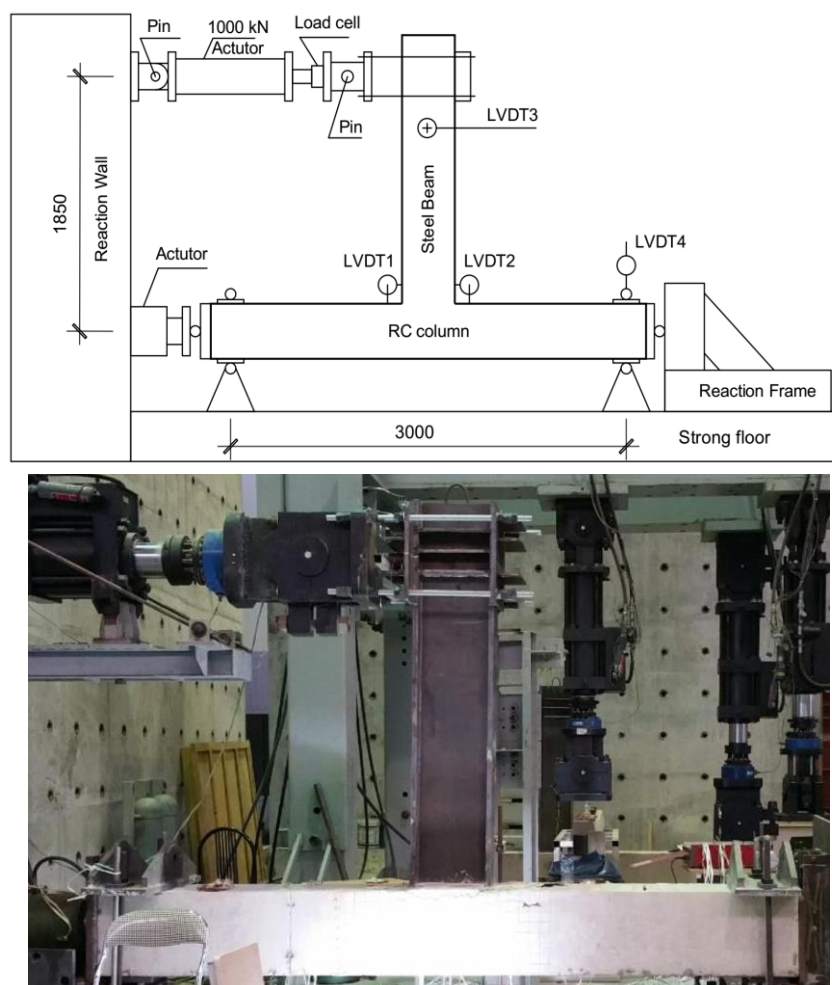 1000 kN
Pin
Actutor
Load cell
Pin
LVDT3
1850
Reaction Wall
Steel Beam
Actutor
LVDT1
LVDT2
LVDT4
RC column
Reaction Frame
3000
Strong floor